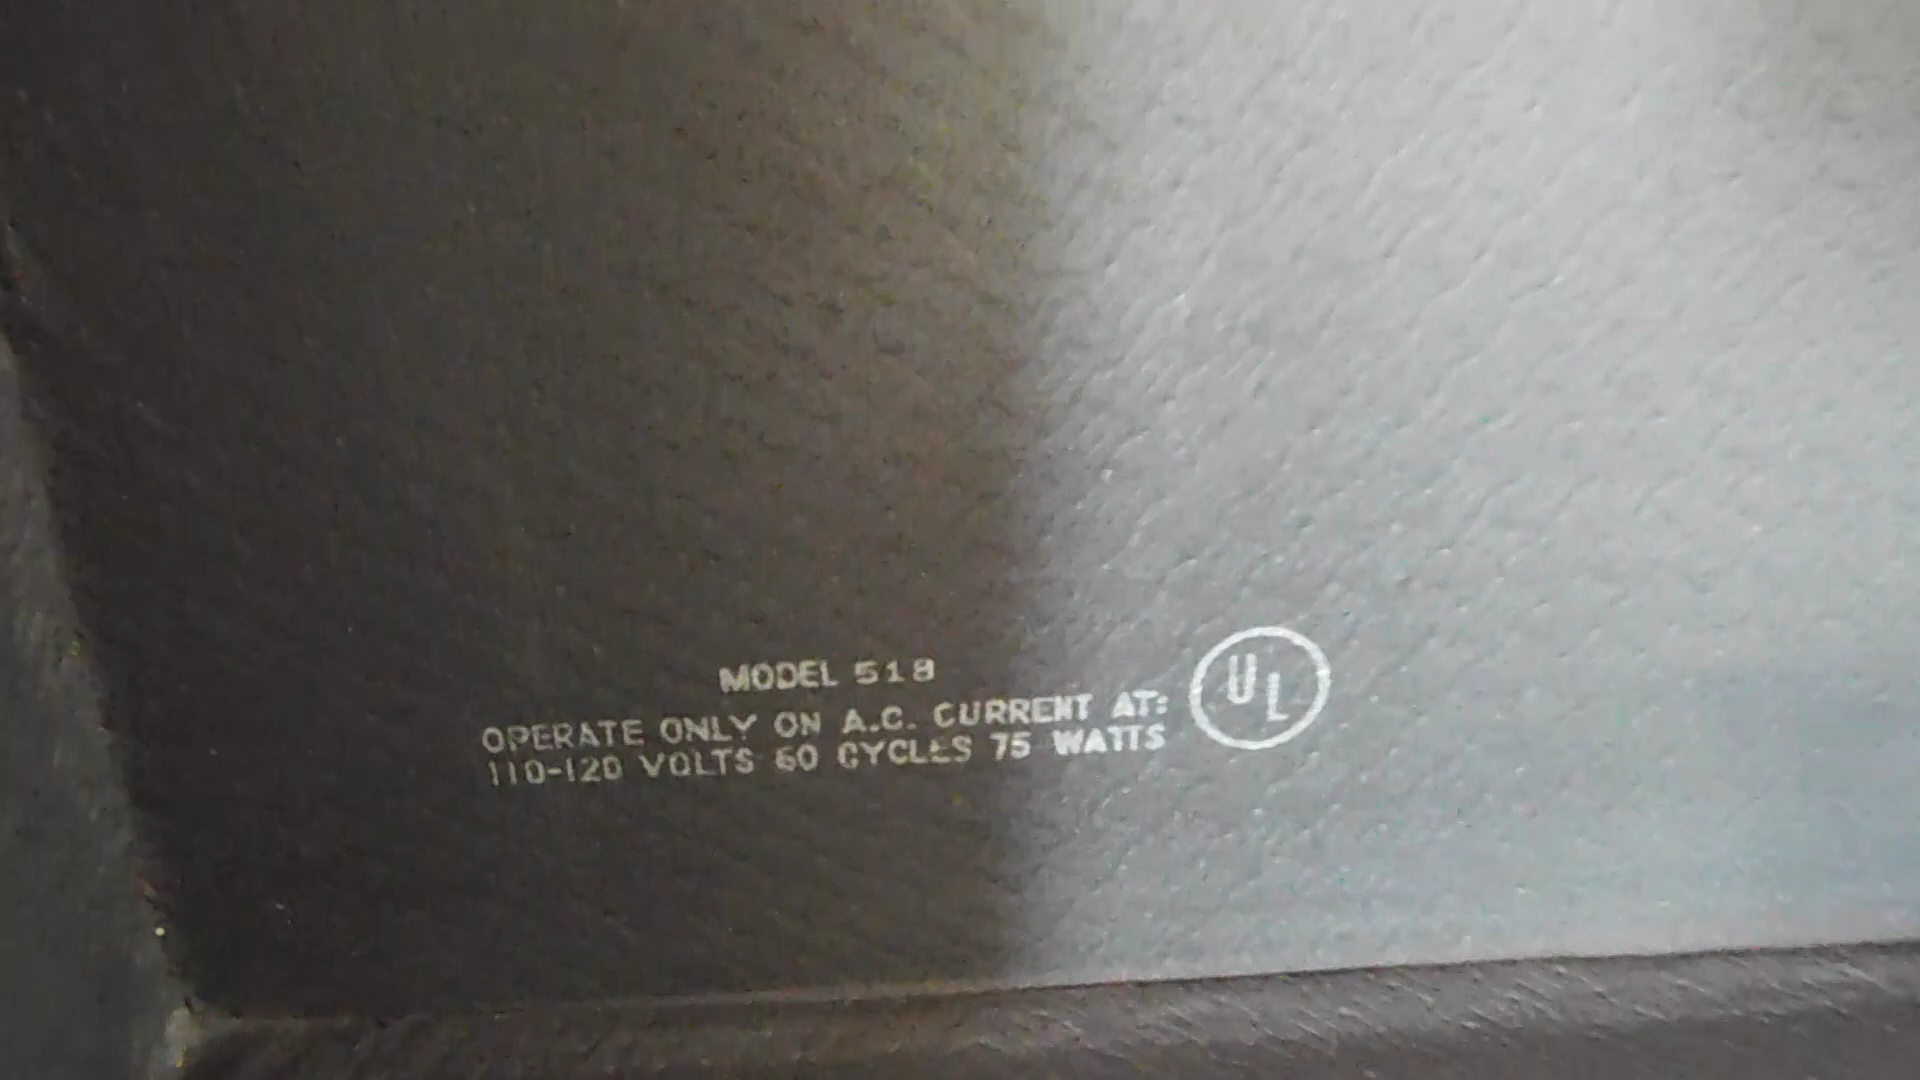 MODEL 518
OPERATE ONLY ON A.C. CURRENT AT:
110-120 VOLTS 60 CYCLES 75 WATTS
UL